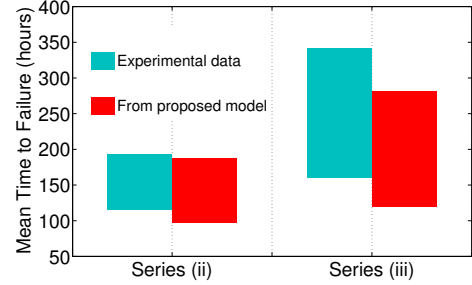 Mean Time to Failure (hours)
400
350
300
250
200
150
100
50
Experimental data
From proposed model
Series (ii)
Series (iii)